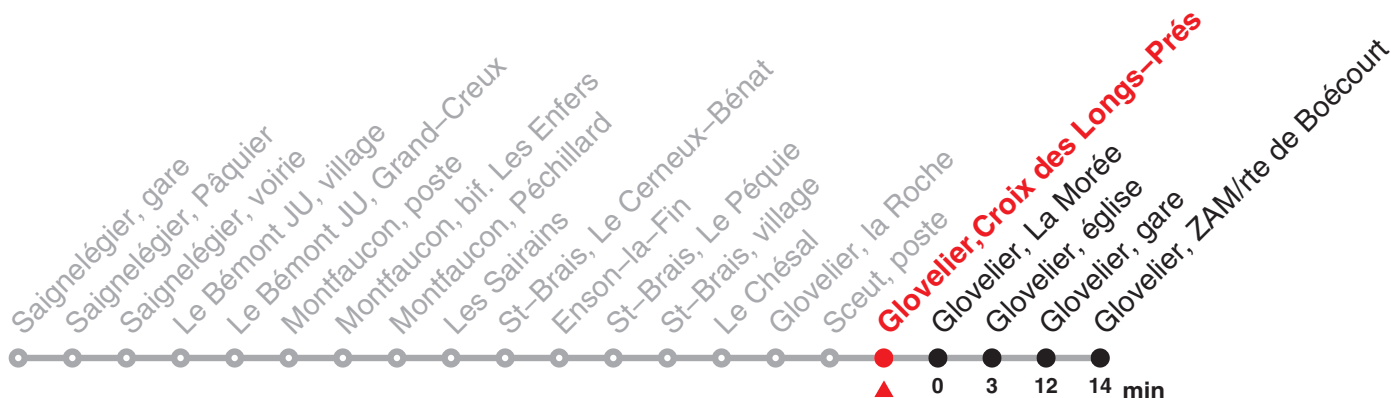 Saignelégier, gare
Saignelégier, Pâquier
Saignelégier, voirie
Le Bémont JU, village
Le Bémont JU, Grand–Creux
Montfaucon, poste
Montfaucon, bif. Les Enfers
Montfaucon, Péchillard
Les Sairains
St–Brais, Le Cerneux–Bénat
Enson–la–Fin
St–Brais, Le Péquie
St–Brais, village
Le Chésal
Glovelier, la Roche
Sceut, poste
Glovelier,Croix des Longs–Prés
Glovelier, La Morée
Glovelier, église
Glovelier, gare
Glovelier, ZAM/rte de Boécourt
0 3 12 14 min